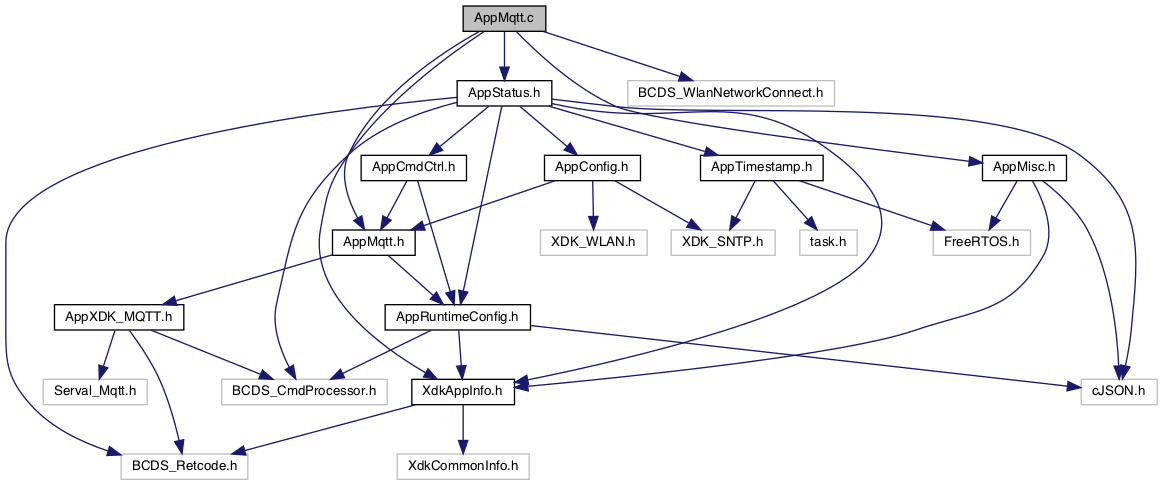 AppMqtt.c
AppStatus.h
BCDS_WlanNetworkConnect.h
AppCmdCtrl.h
AppConfig.h
AppTimestamp.h
AppMisc.h
AppMqtt.h
XDK_WLAN.h
XDK_SNTP.h
task.h
FreeRTOS.h
AppXDK_MQTT.h
AppRuntimeConfig.h
Serval_Mqtt.h
BCDS_CmdProcessor.h
XdkAppInfo.h
cJSON.h
BCDS_Retcode.h
XdkCommonInfo.h